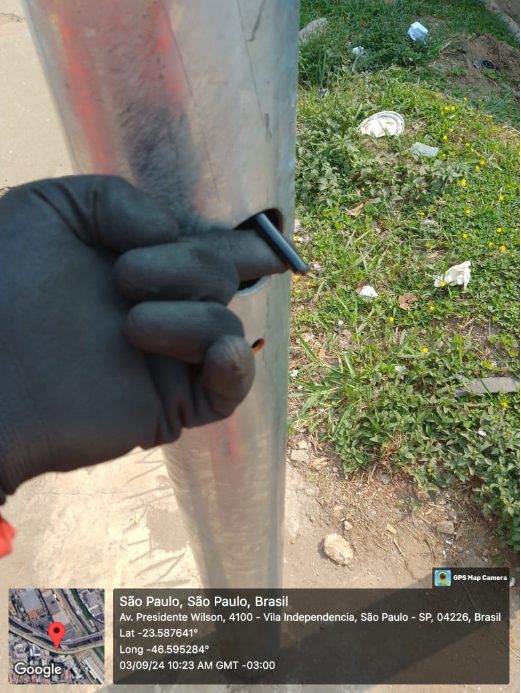 GPS Map Camera
São Paulo, São Paulo, Brasil
Av. Presidente Wilson, 4100 - Vila Independencia, São Paulo - SP, 04226, Brasil
Lat -23.587641°
Long -46.595284°
03/09/24 10:23 AM GMT -03:00
Google